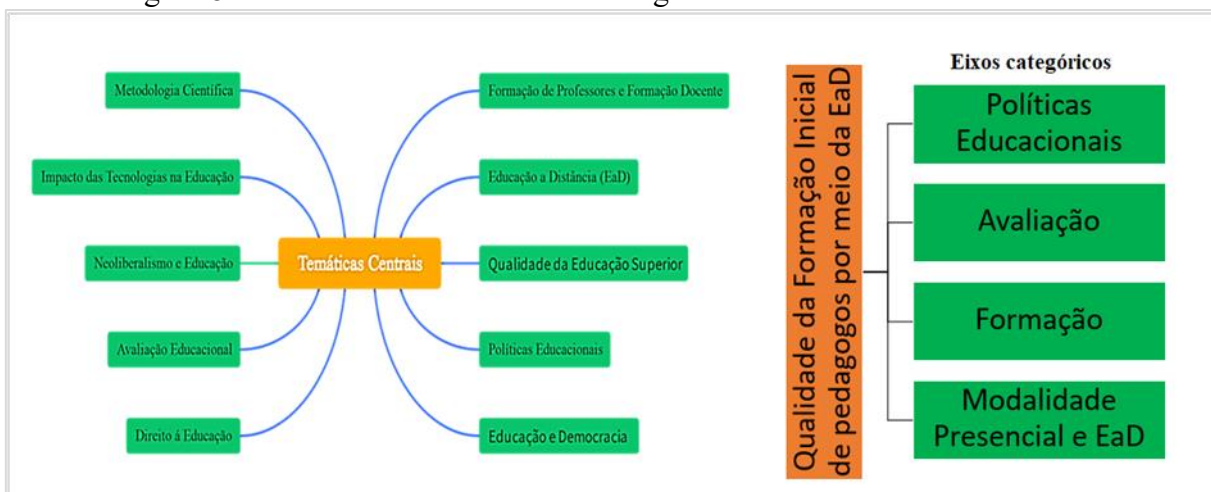 Metodologia Científica
Impacto das Tecnologias na Educação
Neoliberalismo e Educação
Avaliação Educacional
Direito á Educação
Temáticas Centrais
Formação de Professores e Formação Docente
Educação a Distância (EaD)
Qualidade da Educação Superior
Políticas Educacionais
Educação e Democracia
Qualidade da Formação Inicial
de pedagogos por meio da EaD
Eixos categóricos
Políticas
Educacionais
Avaliação
Formação
Modalidade
Presencial e EaD